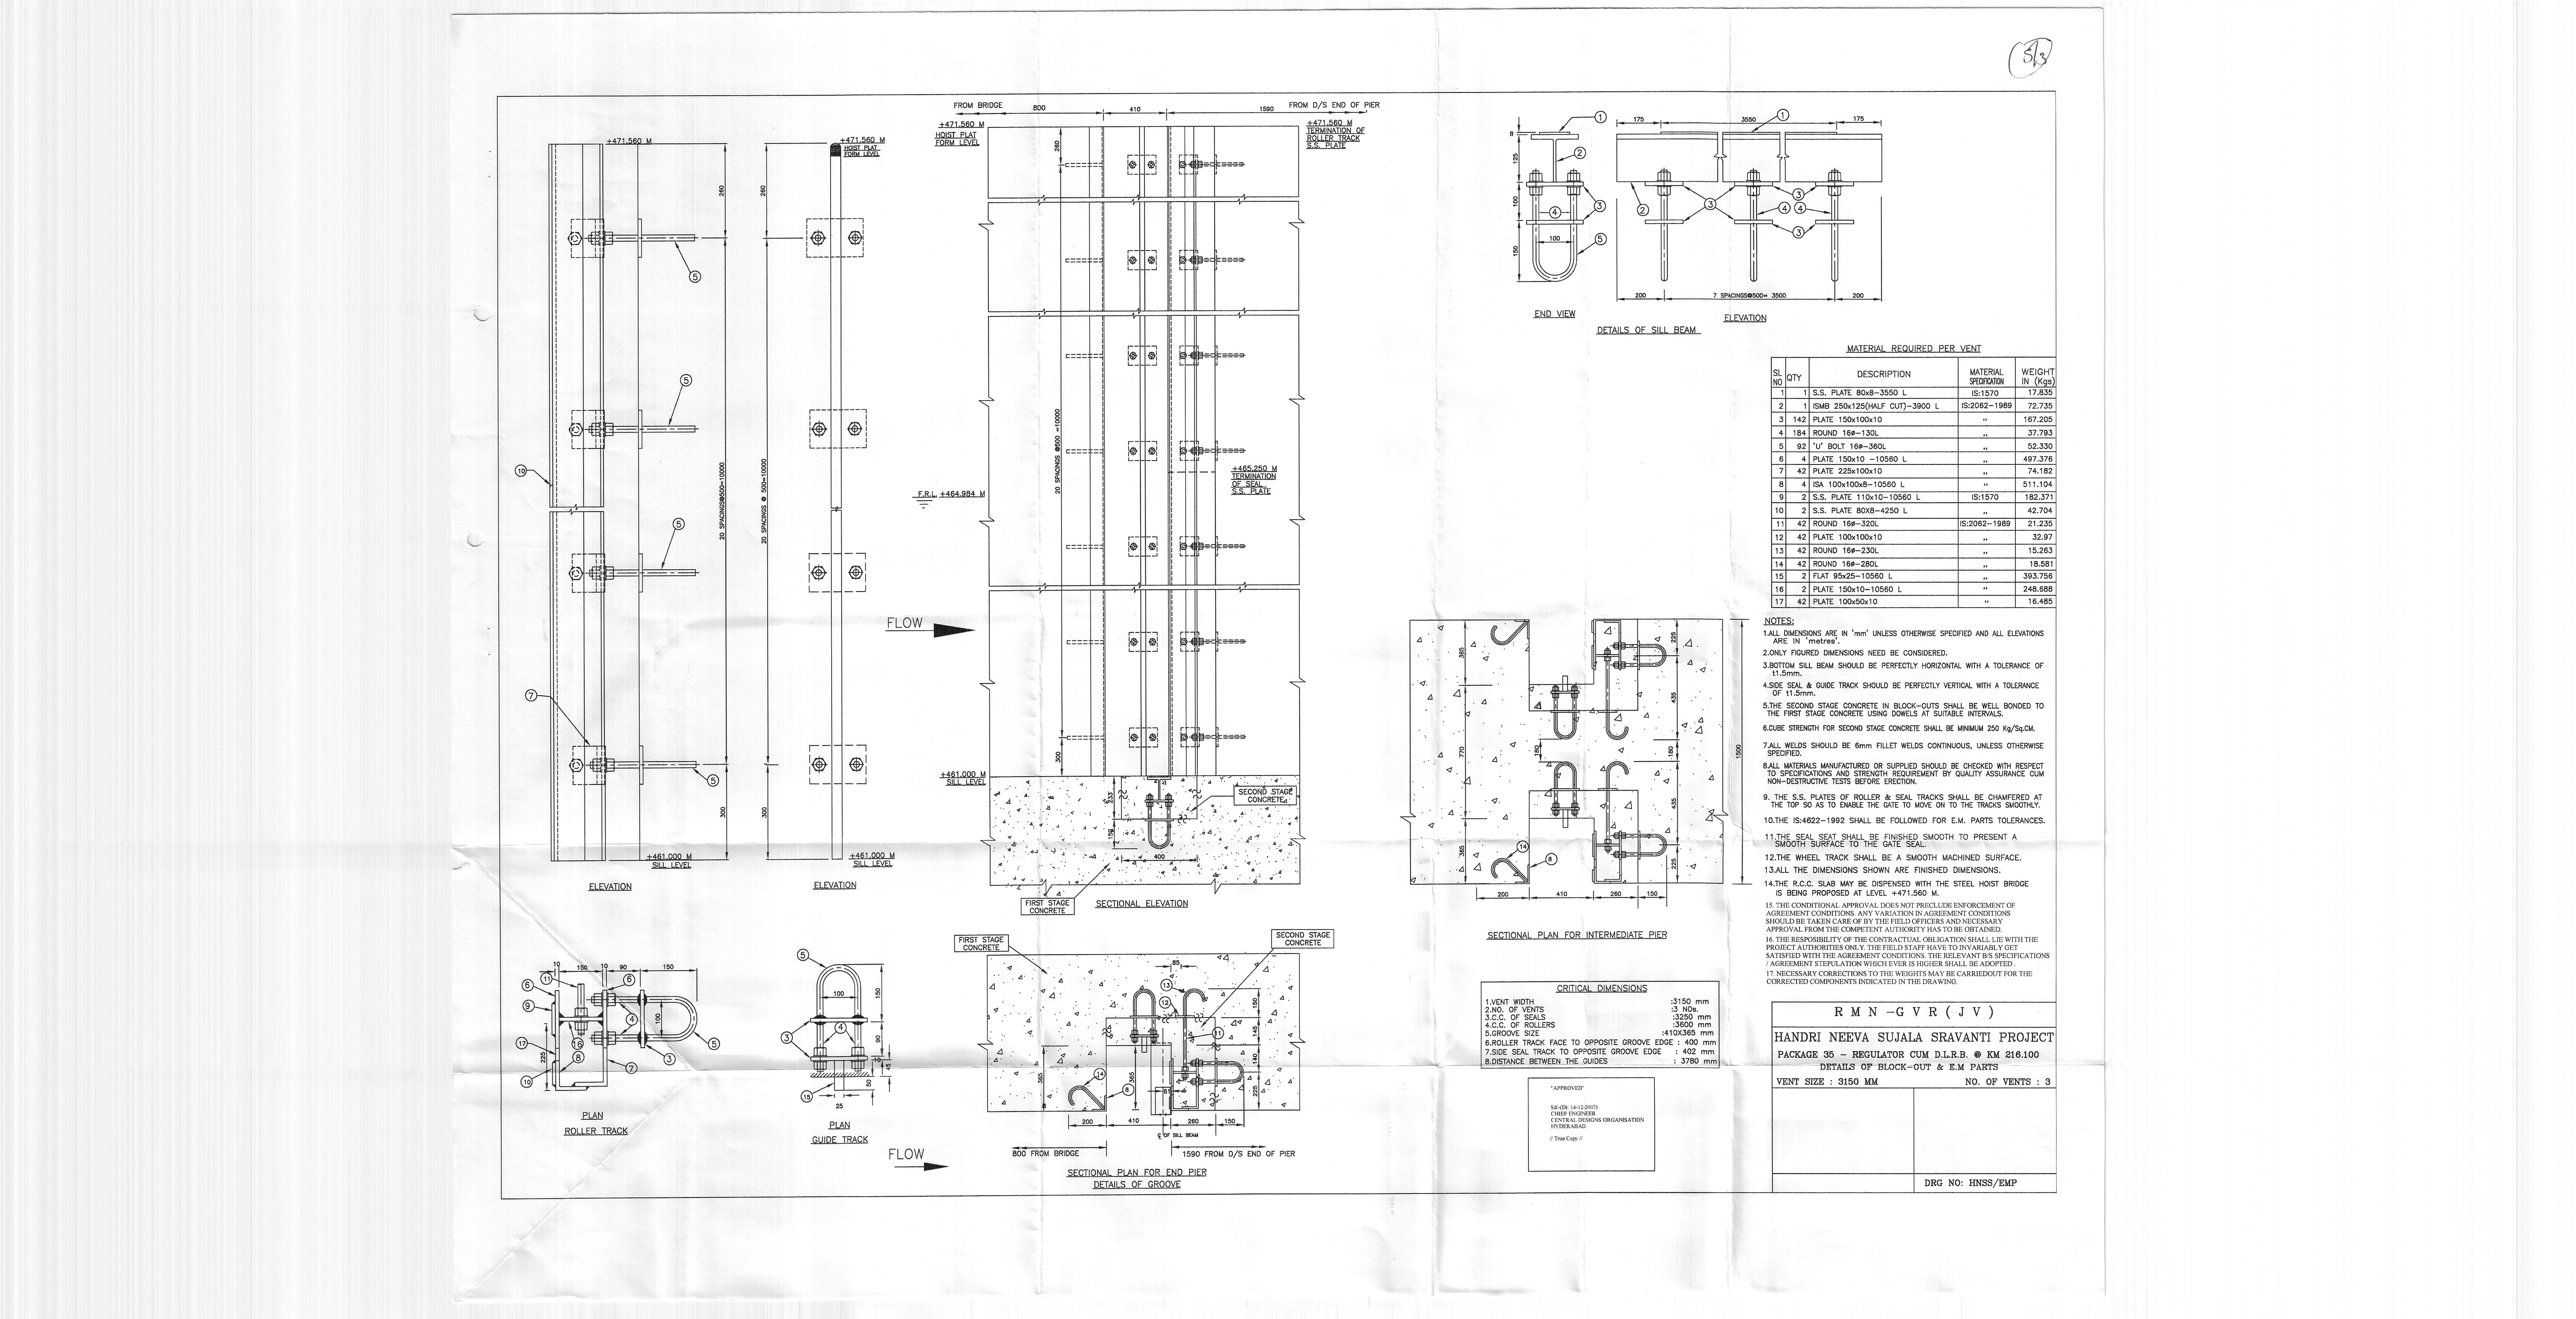 5/3
FROM BRIDGE 800 410 1590 FROM D/S END OF PIER
+471.560 M
HOIST PLAT
FORM LEVEL
+471.560 M
TERMINATION OF
ROLLER TRACK
S.S. PLATE
+471.560 M
+471.560 M
HOIST PLAT
FORM LEVEL
260
260
260
5
5
5
5
10
7
20 SPACINGS@500=10000
20 SPACINGS @ 500=10000
20 SPACINGS @500 =10000
300
300
300
F.R.L. +464.984 M
+465.250 M
TERMINATION
OF SEAL
S.S. PLATE
FLOW
+461.000 M
SILL LEVEL
+461.000 M
SILL LEVEL
+461.000 M
SILL LEVEL
ELEVATION
ELEVATION
233
150
400
SECOND STAGE
CONCRETE
FIRST STAGE
CONCRETE
SECTIONAL ELEVATION
8
125
100
150
100
1
2
3
4
5
END VIEW
175 3550 175
1
2
3
3
3
4
4
200 7 SPACINGS@500= 3500 200
ELEVATION
DETAILS OF SILL BEAM
MATERIAL REQUIRED PER VENT
SL NO QTY DESCRIPTION MATERIAL SPECIFICATION WEIGHT IN (Kgs)
1 1 S.S. PLATE 80x8-3550 L IS:1570 17.835
2 1 ISMB 250x125(HALF CUT)-3900 L IS:2062-1989 72.735
3 142 PLATE 150x100x10 ,, 167.205
4 184 ROUND 16ø-130L ,, 37.793
5 92 'U' BOLT 16ø-360L ,, 52.330
6 4 PLATE 150x10 -10560 L ,, 497.376
7 42 PLATE 225x100x10 ,, 74.182
8 4 ISA 100x100x8-10560 L ,, 511.104
9 2 S.S. PLATE 110x10-10560 L IS:1570 182.371
10 2 S.S. PLATE 80X8-4250 L ,, 42.704
11 42 ROUND 16ø-320L IS:2062-1989 21.235
12 42 PLATE 100x100x10 ,, 32.97
13 42 ROUND 16ø-230L ,, 15.263
14 42 ROUND 16ø-280L ,, 18.581
15 2 FLAT 95x25-10560 L ,, 393.756
16 2 PLATE 150x10-10560 L ,, 248.688
17 42 PLATE 100x50x10 ,, 16.485
NOTES:
1.ALL DIMENSIONS ARE IN 'mm' UNLESS OTHERWISE SPECIFIED AND ALL ELEVATIONS
ARE IN 'metres'.
2.ONLY FIGURED DIMENSIONS NEED BE CONSIDERED.
3.BOTTOM SILL BEAM SHOULD BE PERFECTLY HORIZONTAL WITH A TOLERANCE OF
t1.5mm.
4.SIDE SEAL & GUIDE TRACK SHOULD BE PERFECTLY VERTICAL WITH A TOLERANCE
OF t1.5mm.
5.THE SECOND STAGE CONCRETE IN BLOCK-OUTS SHALL BE WELL BONDED TO
THE FIRST STAGE CONCRETE USING DOWELS AT SUITABLE INTERVALS.
6.CUBE STRENGTH FOR SECOND STAGE CONCRETE SHALL BE MINIMUM 250 Kg/Sq.CM.
7.ALL WELDS SHOULD BE 6mm FILLET WELDS CONTINUOUS, UNLESS OTHERWISE
SPECIFIED.
8.ALL MATERIALS MANUFACTURED OR SUPPLIED SHOULD BE CHECKED WITH RESPECT
TO SPECIFICATIONS AND STRENGTH REQUIREMENT BY QUALITY ASSURANCE CUM
NON-DESTRUCTIVE TESTS BEFORE ERECTION.
9. THE S.S. PLATES OF ROLLER & SEAL TRACKS SHALL BE CHAMFERED AT
THE TOP SO AS TO ENABLE THE GATE TO MOVE ON TO THE TRACKS SMOOTHLY.
10.THE IS:4622-1992 SHALL BE FOLLOWED FOR E.M. PARTS TOLERANCES.
11.THE SEAL SEAT SHALL BE FINISHED SMOOTH TO PRESENT A
SMOOTH SURFACE TO THE GATE SEAL.
12.THE WHEEL TRACK SHALL BE A SMOOTH MACHINED SURFACE.
13.ALL THE DIMENSIONS SHOWN ARE FINISHED DIMENSIONS.
14.THE R.C.C. SLAB MAY BE DISPENSED WITH THE STEEL HOIST BRIDGE
IS BEING PROPOSED AT LEVEL +471.560 M.
15. THE CONDITIONAL APPROVAL DOES NOT PRECLUDE ENFORCEMENT OF
AGREEMENT CONDITIONS. ANY VARIATION IN AGREEMENT CONDITIONS
SHOULD BE TAKEN CARE OF BY THE FIELD OFFICERS AND NECESSARY
APPROVAL FROM THE COMPETENT AUTHORITY HAS TO BE OBTAINED.
16. THE RESPOSIBILITY OF THE CONTRACTUAL OBLIGATION SHALL LIE WITH THE
PROJECT AUTHORITIES ONLY. THE FIELD STAFF HAVE TO INVARIABLY GET
SATISFIED WITH THE AGREEMENT CONDITIONS. THE RELEVANT B/S SPECIFICATIONS
/ AGREEMENT STEPULATION WHICH EVER IS HIGHER SHALL BE ADOPTED .
17. NECESSARY CORRECTIONS TO THE WEIGHTS MAY BE CARRIEDOUT FOR THE
CORRECTED COMPONENTS INDICATED IN THE DRAWING.
365
770
365
180
225
435
180
435
225
1500
14
8
200 410 260 150
SECTIONAL PLAN FOR INTERMEDIATE PIER
10 150 10 90 150
11
6
6
9
4
100
17
16
8
225
10
7
3
5
PLAN
ROLLER TRACK
5
100
150
4
3
3
90
10
45
50
15
25
PLAN
GUIDE TRACK
FLOW
FIRST STAGE
CONCRETE
SECOND STAGE
CONCRETE
85
13
12
11
150
145
140
225
365
365
14
8
61
200 410 260 150
℄ OF SILL BEAM
800 FROM BRIDGE 1590 FROM D/S END OF PIER
SECTIONAL PLAN FOR END PIER
DETAILS OF GROOVE
CRITICAL DIMENSIONS
1.VENT WIDTH :3150 mm
2.NO. OF VENTS :3 NOs.
3.C.C. OF SEALS :3250 mm
4.C.C. OF ROLLERS :3600 mm
5.GROOVE SIZE :410X365 mm
6.ROLLER TRACK FACE TO OPPOSITE GROOVE EDGE : 400 mm
7.SIDE SEAL TRACK TO OPPOSITE GROOVE EDGE : 402 mm
8.DISTANCE BETWEEN THE GUIDES : 3780 mm
"APPROVED"
Sd/-(Dt: 14-12-2007)
CHIEF ENGINEER
CENTRAL DESIGNS ORGANISATION
HYDERABAD.
// True Copy //
R M N - G V R ( J V )
HANDRI NEEVA SUJALA SRAVANTI PROJECT
PACKAGE 35 - REGULATOR CUM D.L.R.B. @ KM 216.100
DETAILS OF BLOCK-OUT & E.M PARTS
VENT SIZE : 3150 MM NO. OF VENTS : 3
DRG NO: HNSS/EMP